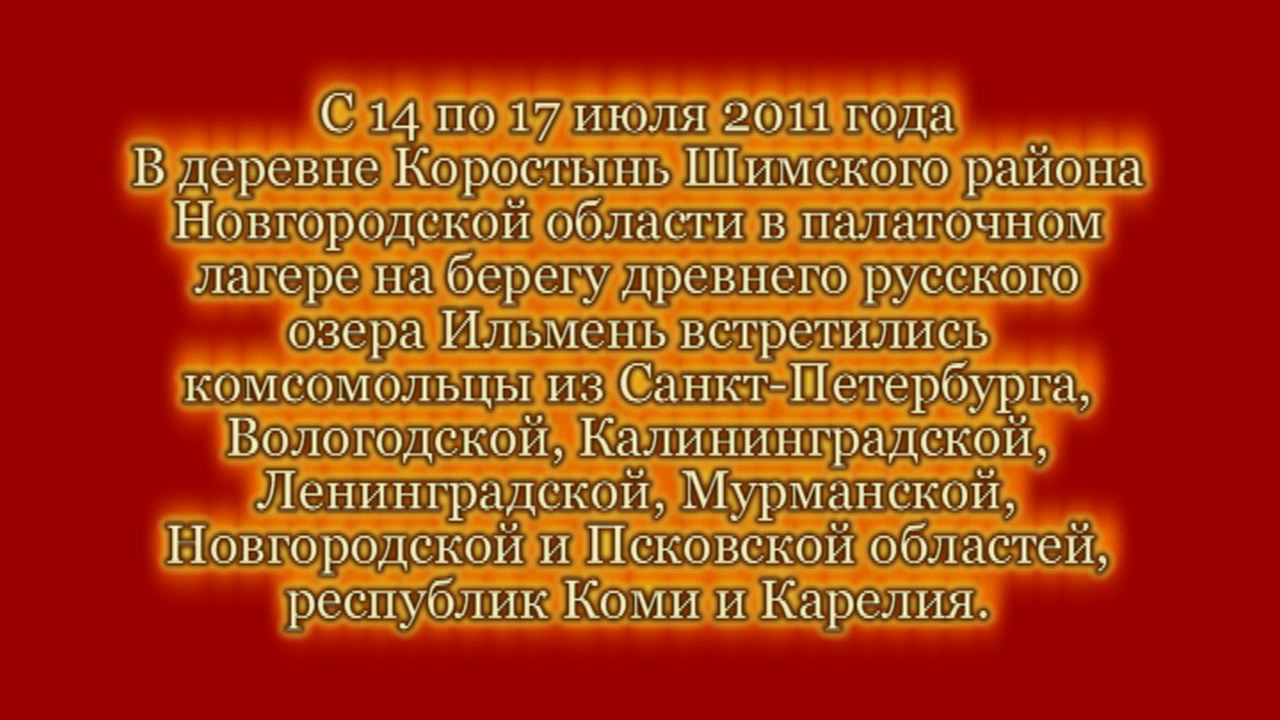 С 14 по 17 июля 2011 года
В деревне Коростынь Шимского района
Новгородской области в палаточном
лагере на берегу древнего русского
озера Ильмень встретились
комсомольцы из Санкт-Петербурга,
Вологодской, Калининградской,
Ленинградской, Мурманской,
Новгородской и Псковской областей,
республик Коми и Карелия.